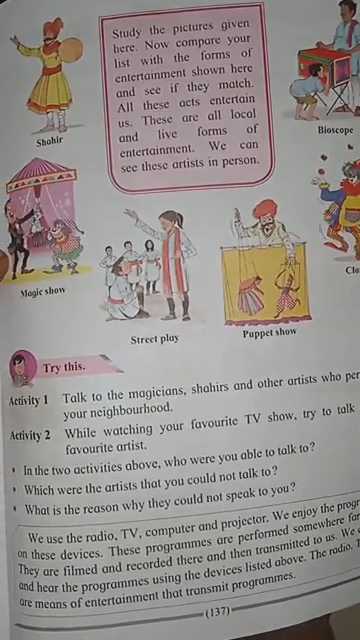 Study the pictures given
here. Now compare your
list with the forms of
entertainment shown here
and see if they match.
All these acts entertain
us. These are all local
and live forms of
entertainment. We can
see these artists in person.
Shahir
Bioscope
Magic show
Street play
Puppet show
Clo
Try this.
Activity 1 Talk to the magicians, shahirs and other artists who per
your neighbourhood.
Activity 2 While watching your favourite TV show, try to talk
favourite artist.
• In the two activities above, who were you able to talk to?
• Which were the artists that you could not talk to?
• What is the reason why they could not speak to you?
We use the radio, TV, computer and projector. We enjoy the progr
on these devices. These programmes are performed somewhere far
They are filmed and recorded there and then transmitted to us. We
and hear the programmes using the devices listed above. The radio,
are means of entertainment that transmit programmes.
(137)